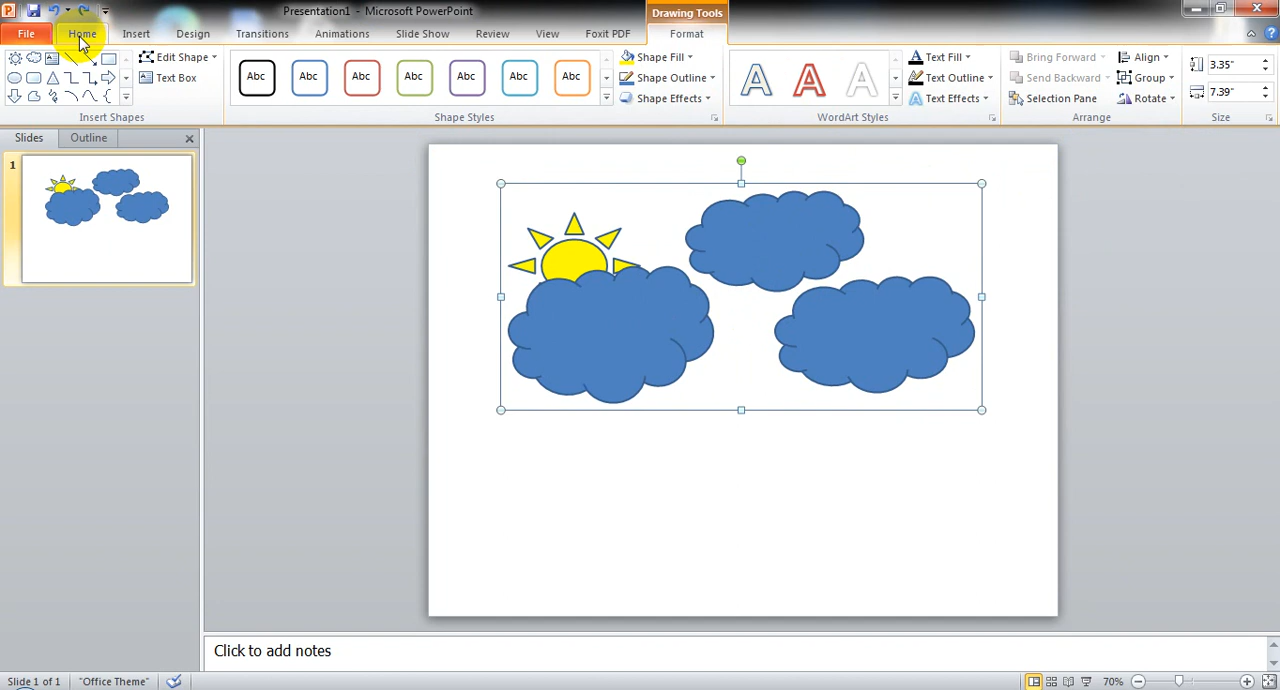 Presentation1 - Microsoft PowerPoint
Drawing Tools
File Home Insert Design Transitions Animations Slide Show Review View Foxit PDF Format
Edit Shape
Text Box
Insert Shapes
Abc Abc Abc Abc Abc Abc Abc
Shape Fill
Shape Outline
Shape Effects
Shape Styles
A A A
Text Fill
Text Outline
Text Effects
WordArt Styles
Bring Forward
Send Backward
Selection Pane
Align
Group
Rotate
Arrange
3.35"
7.39"
Size
Slides Outline
1
Click to add notes
Slide 1 of 1 "Office Theme" 70%